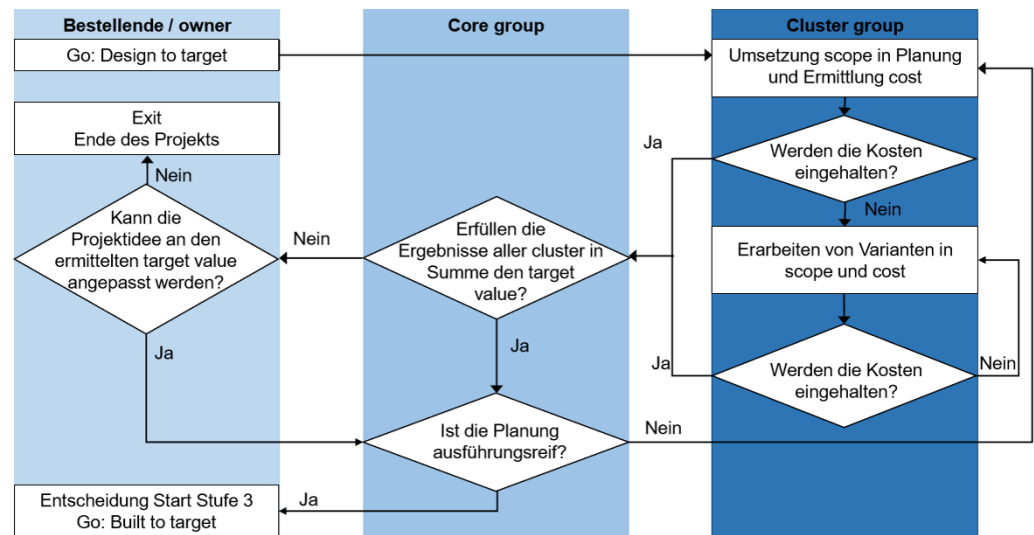 Bestellende / owner
Core group
Cluster group
Go: Design to target
Umsetzung scope in Planung
und Ermittlung cost
Exit
Ende des Projekts
Ja
Werden die Kosten
eingehalten?
Nein
Nein
Kann die
Projektidee an den
ermittelten target value
angepasst werden?
Nein
Erfüllen die
Ergebnisse aller cluster in
Summe den target
value?
Erarbeiten von Varianten in
scope und cost
Ja
Ja
Ja
Werden die Kosten
eingehalten?
Nein
Ist die Planung
ausführungsreif?
Nein
Entscheidung Start Stufe 3
Go: Built to target
Ja